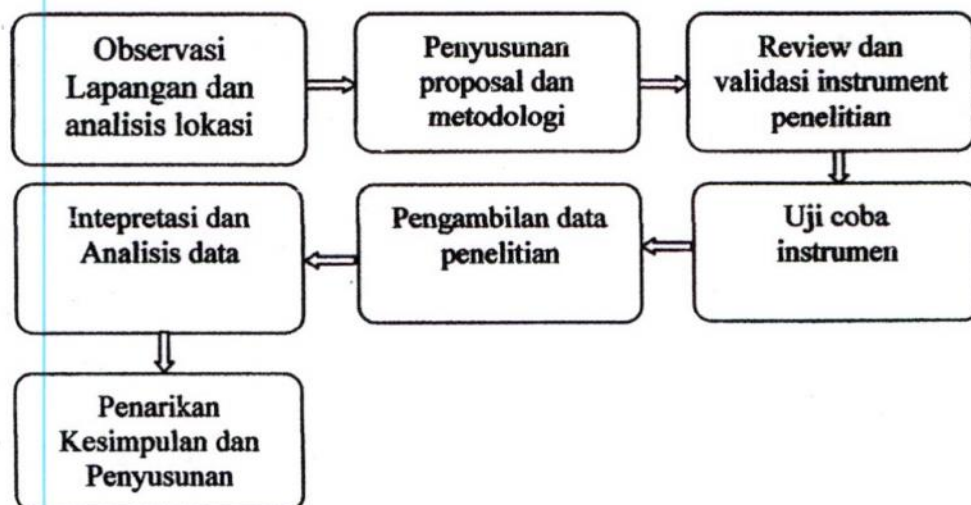 Observasi
Lapangan dan
analisis lokasi
Penyusunan
proposal dan
metodologi
Review dan
validasi instrument
penelitian
Uji coba
instrumen
Pengambilan data
penelitian
Intepretasi dan
Analisis data
Penarikan
Kesimpulan dan
Penyusunan